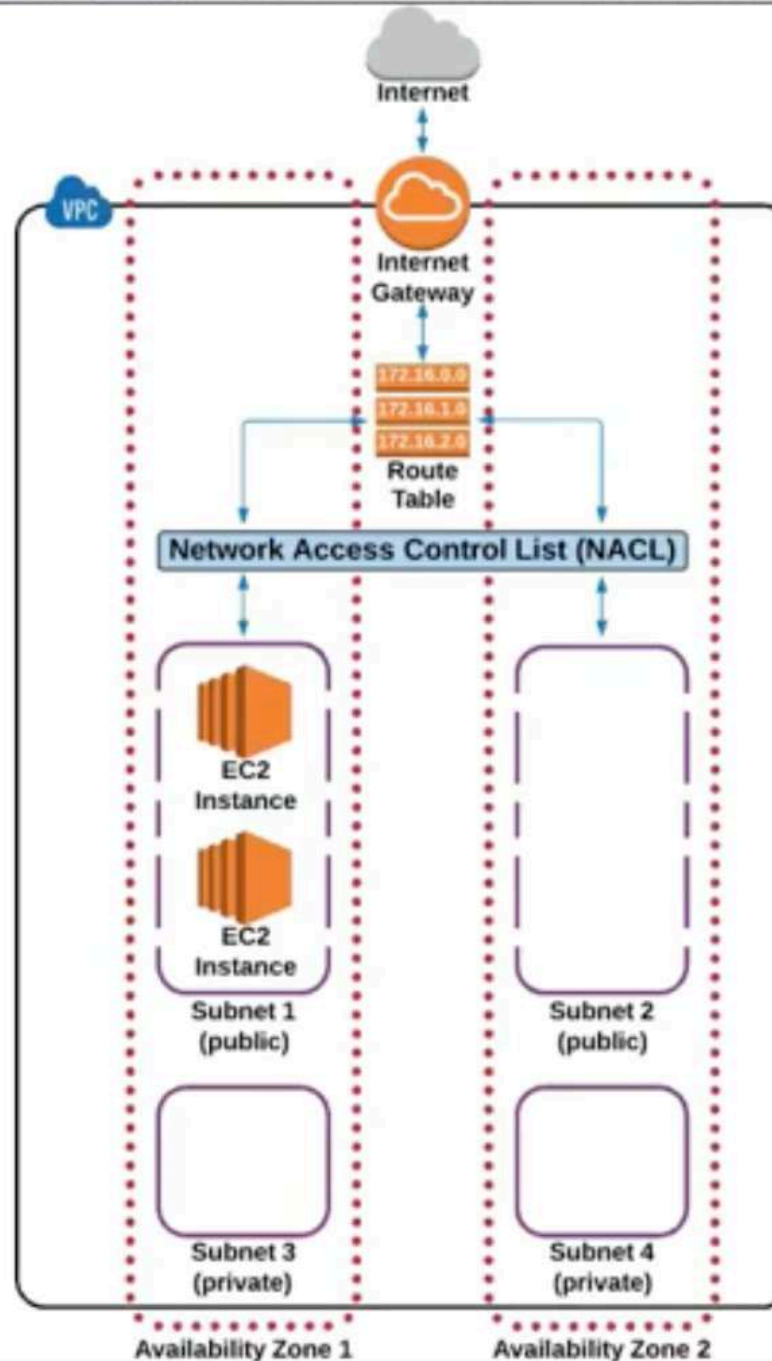 Internet
VPC
Internet
Gateway
172.16.0.0
172.16.1.0
172.16.2.0
Route
Table
Network Access Control List (NACL)
EC2
Instance
EC2
Instance
Subnet 1
(public)
Subnet 2
(public)
Subnet 3
(private)
Subnet 4
(private)
Availability Zone 1
Availability Zone 2